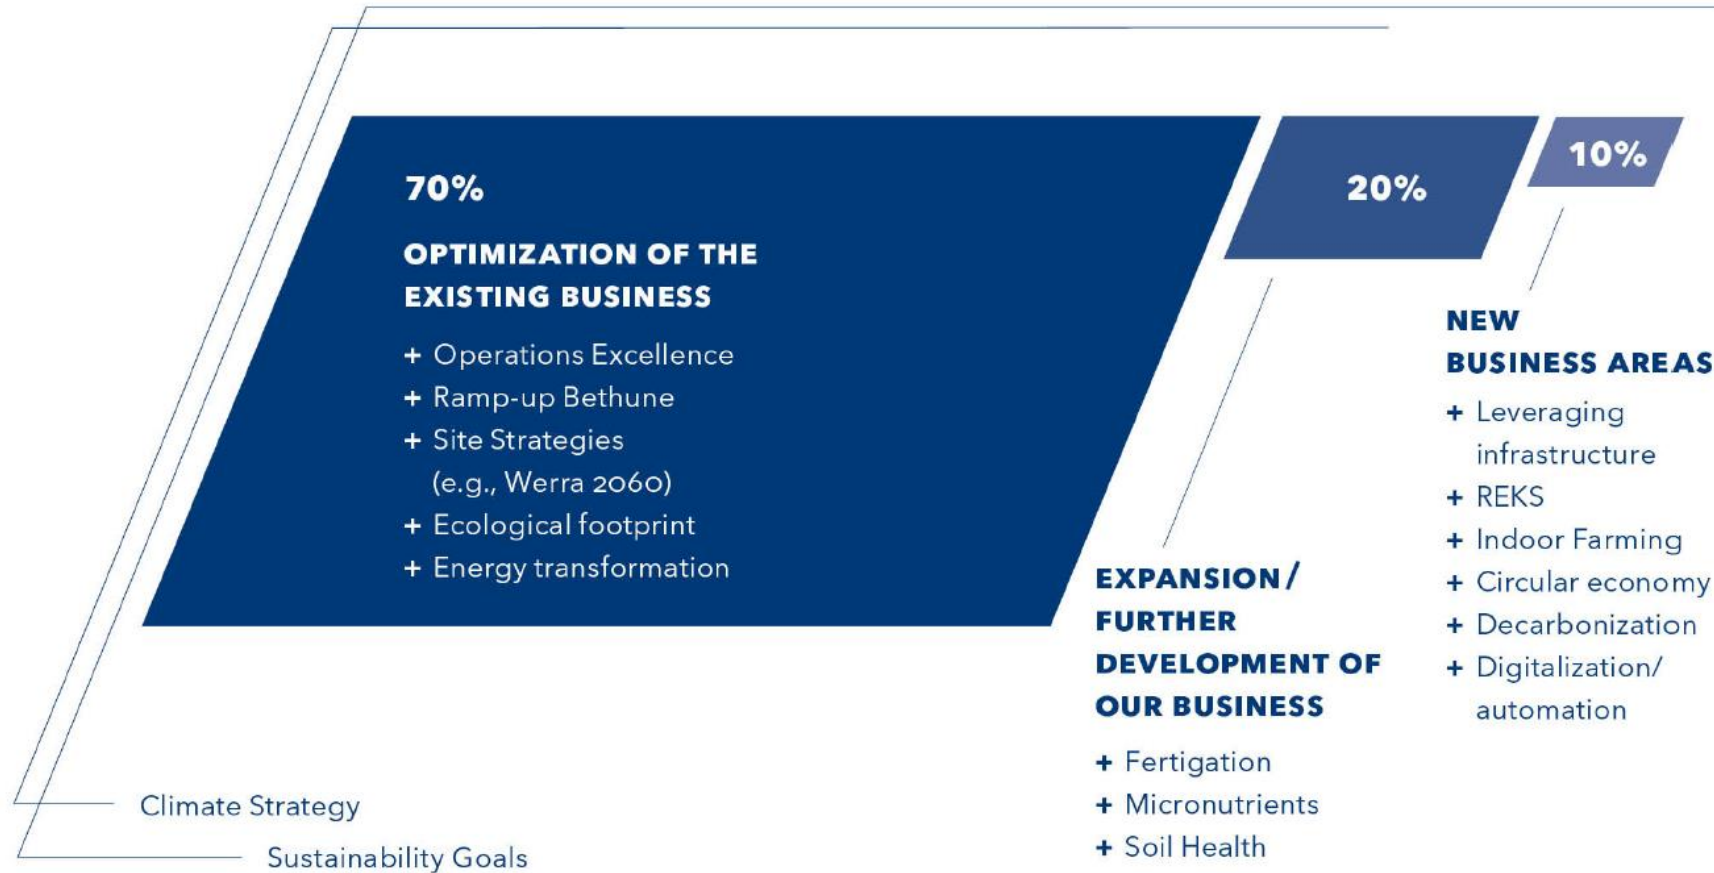 70%
OPTIMIZATION OF THE
EXISTING BUSINESS
+ Operations Excellence
+ Ramp-up Bethune
+ Site Strategies
(e.g., Werra 2060)
+ Ecological footprint
+ Energy transformation
20%
EXPANSION/
FURTHER
DEVELOPMENT OF
OUR BUSINESS
+ Fertigation
+ Micronutrients
+ Soil Health
10%
NEW
BUSINESS AREAS
+ Leveraging
infrastructure
+ REKS
+ Indoor Farming
+ Circular economy
+ Decarbonization
+ Digitalization/
automation
Climate Strategy
Sustainability Goals